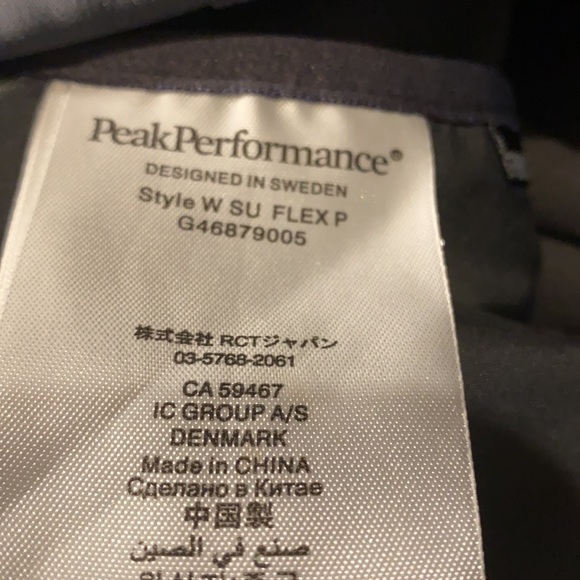 PeakPerformance®
DESIGNED IN SWEDEN
Style W SU FLEX P
G46879005
株式会社 RCTジャパン
03-5768-2061
CA 59467
IC GROUP A/S
DENMARK
Made in CHINA
Сделано в Китае
中国製
صنع في الصين